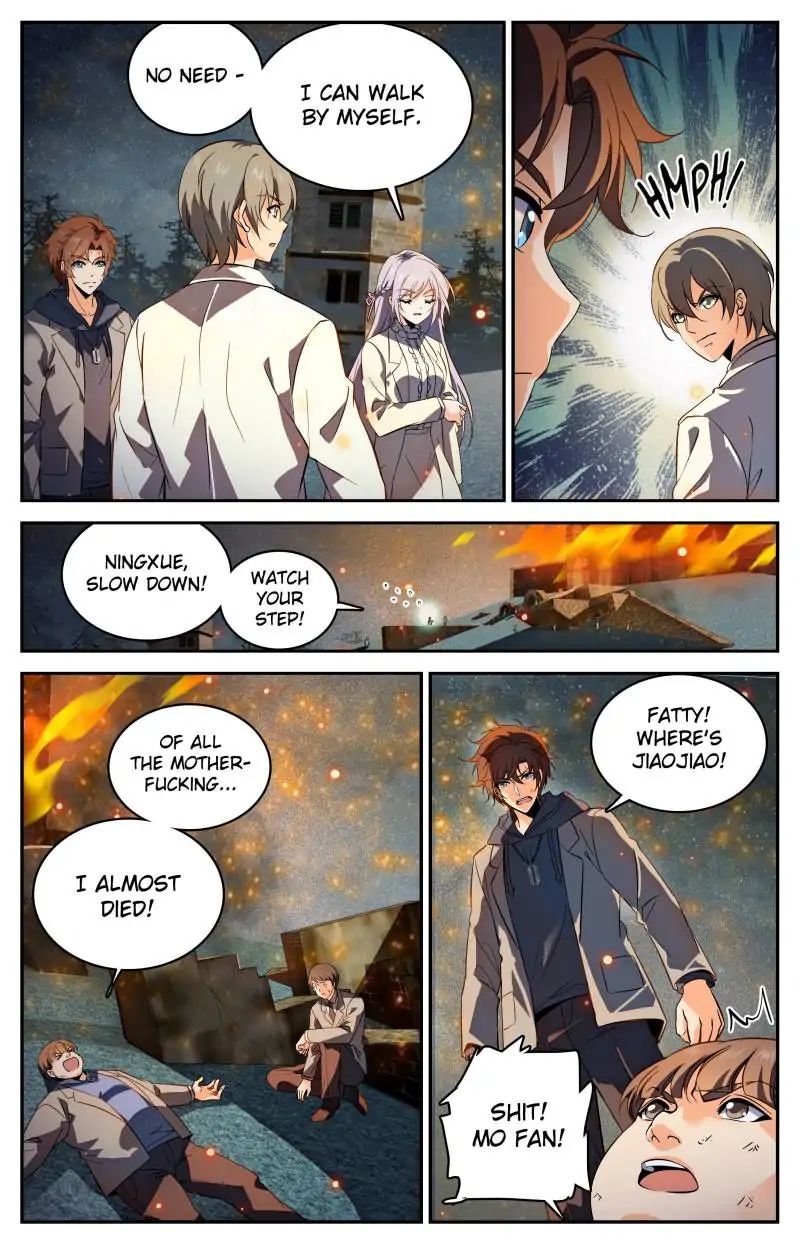 NO NEED -
I CAN WALK
BY MYSELF.
HMPH!
NINGXUE,
SLOW DOWN!
WATCH
YOUR
STEP!
OF ALL
THE MOTHER-
FUCKING...
I ALMOST
DIED!
FATTY!
WHERE'S
JIAOJIAO!
SHIT!
MO FAN!